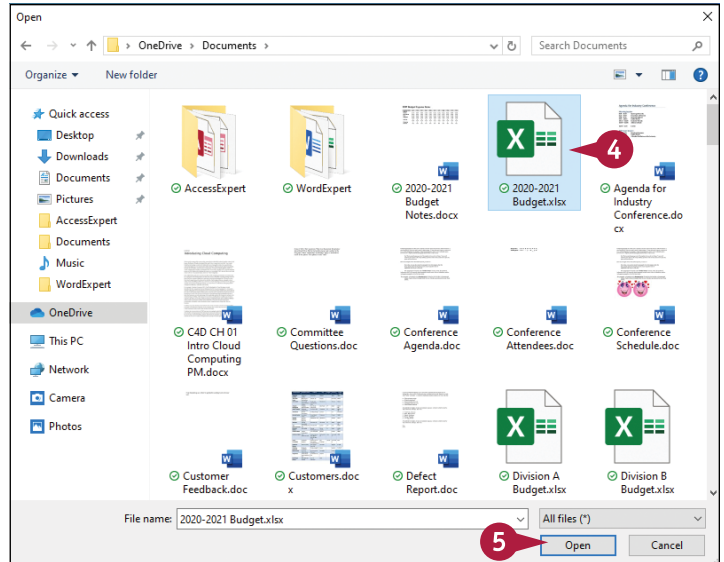 Open
OneDrive > Documents >
Search Documents
Organize
New folder
Quick access
Desktop
Downloads
Documents
Pictures
AccessExpert
Documents
Music
WordExpert
OneDrive
This PC
Network
Camera
Photos
AccessExpert
WordExpert
2020-2021
Budget
Notes.docx
2020-2021
Budget.xlsx
4
Agenda for
Industry
Conference.do
cx
C4D CH 01
Intro Cloud
Computing
PM.docx
Committee
Questions.doc
Conference
Agenda.doc
Conference
Attendees.doc
Conference
Schedule.doc
Customer
Feedback.doc
Customers.doc
x
Defect
Report.doc
Division A
Budget.xlsx
Division B
Budget.xlsx
File name: 2020-2021 Budget.xlsx
All files (*)
5
Open
Cancel